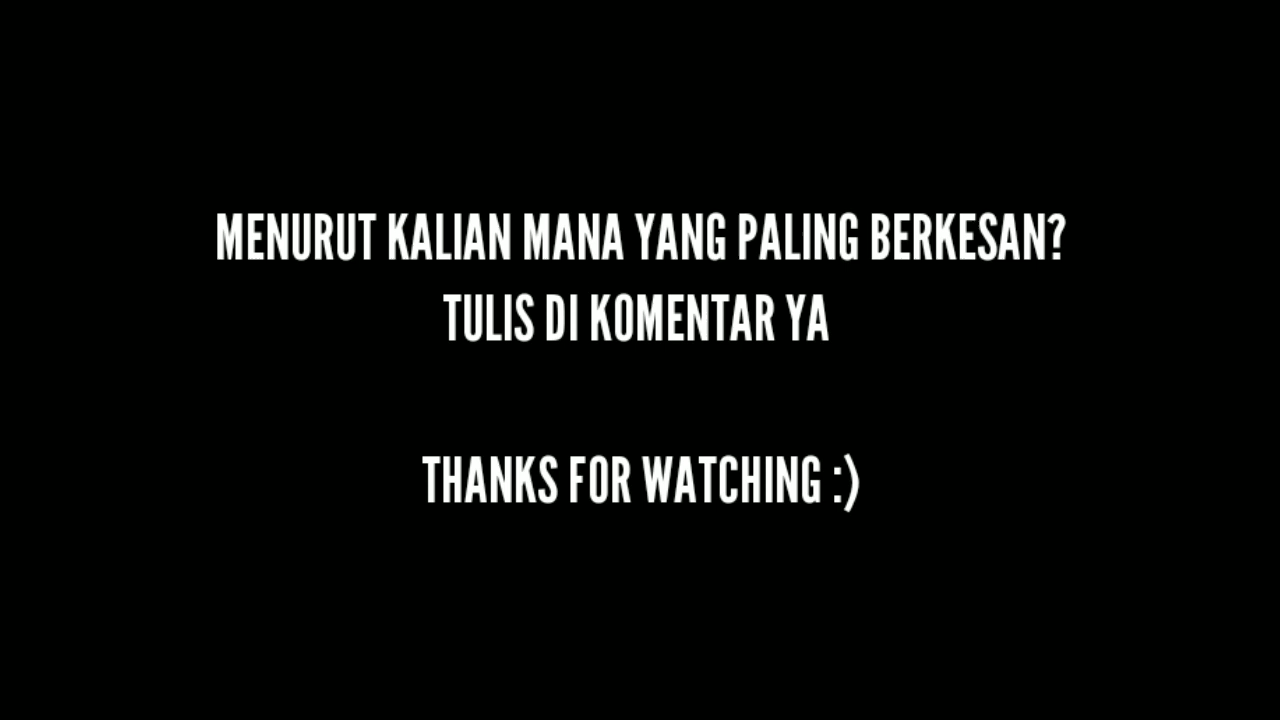 MENURUT KALIAN MANA YANG PALING BERKESAN?
TULIS DI KOMENTAR YA
THANKS FOR WATCHING :)